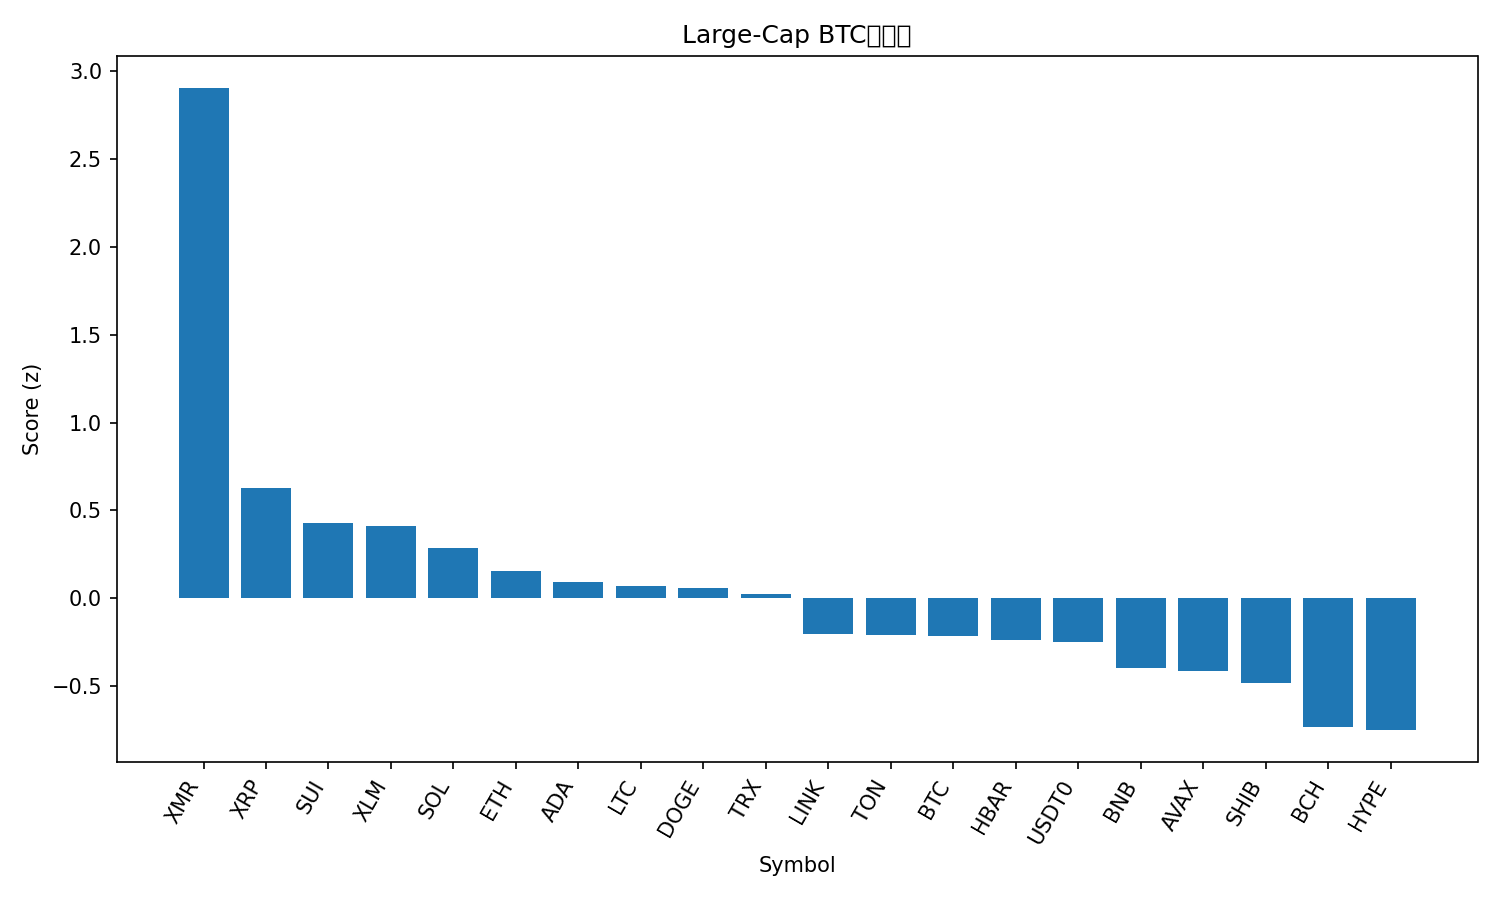 Large-Cap BTC
3.0
2.5
2.0
1.5
1.0
0.5
0.0
−0.5
Score (z)
XMR
XRP
SUI
XLM
SOL
ETH
ADA
LTC
DOGE
TRX
LINK
TON
BTC
HBAR
USDT0
BNB
AVAX
SHIB
BCH
HYPE
Symbol